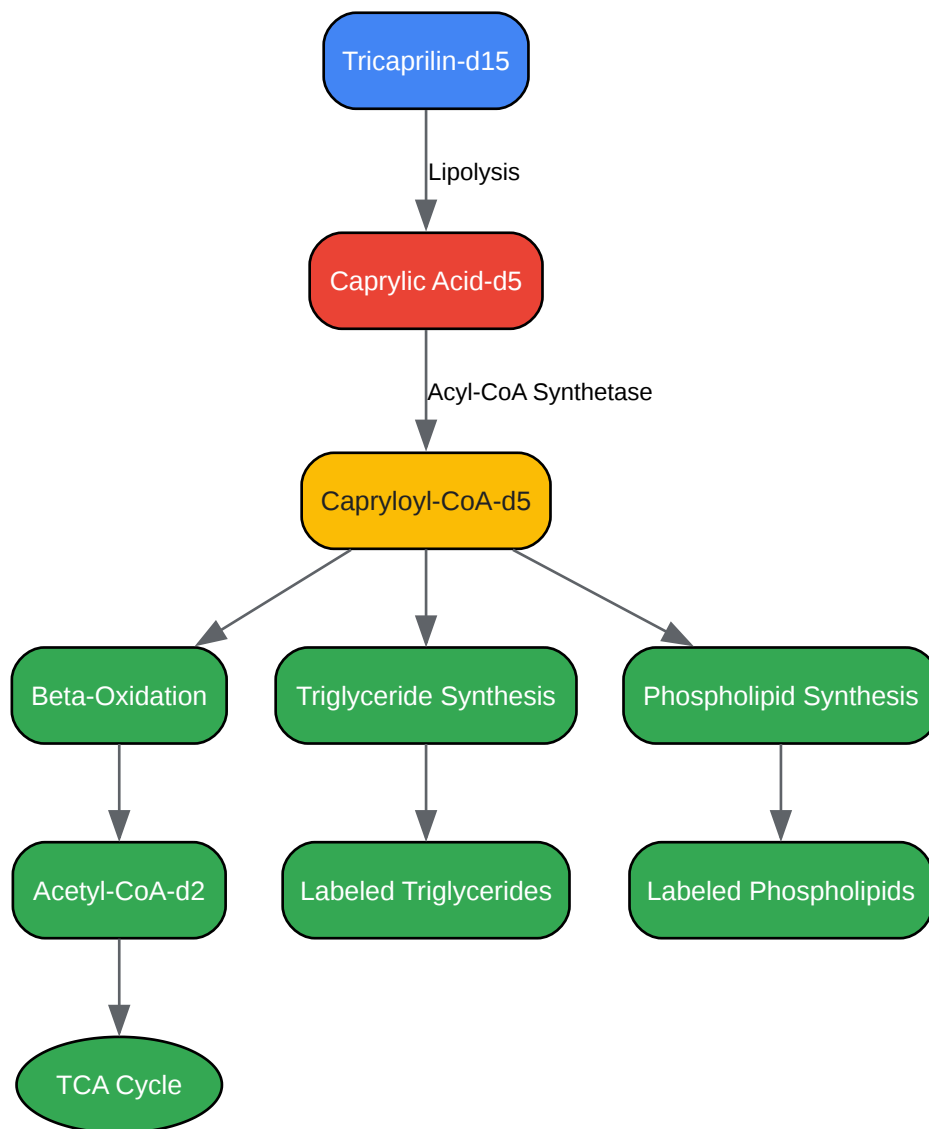 Tricaprilin-d15
Lipolysis
Caprylic Acid-d5
Acyl-CoA Synthetase
Capryloyl-CoA-d5
Beta-Oxidation
Triglyceride Synthesis
Phospholipid Synthesis
Acetyl-CoA-d2
Labeled Triglycerides
Labeled Phospholipids
TCA Cycle